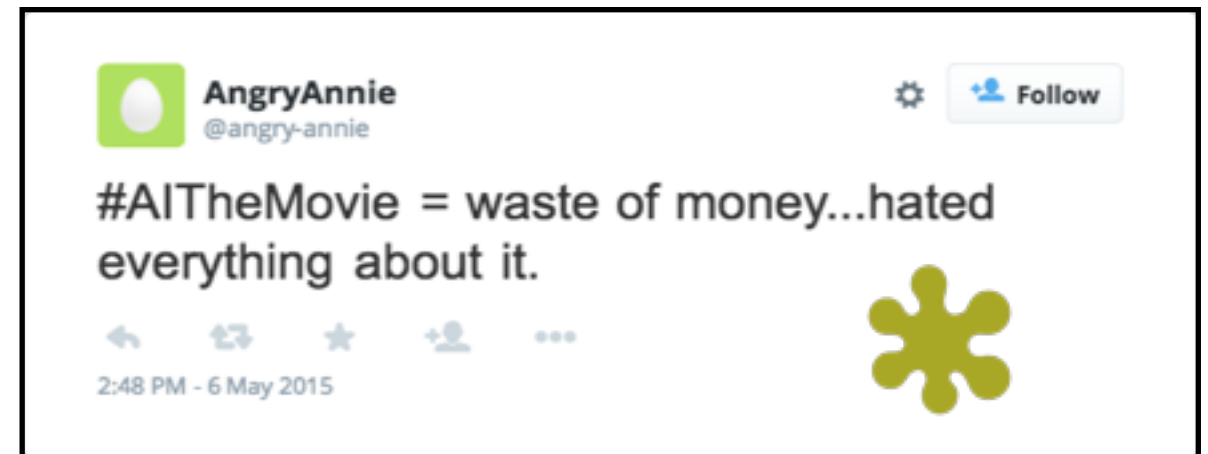 AngryAnnie
@angry-annie
Follow
#AITheMovie = waste of money...hated
everything about it.
2:48 PM - 6 May 2015